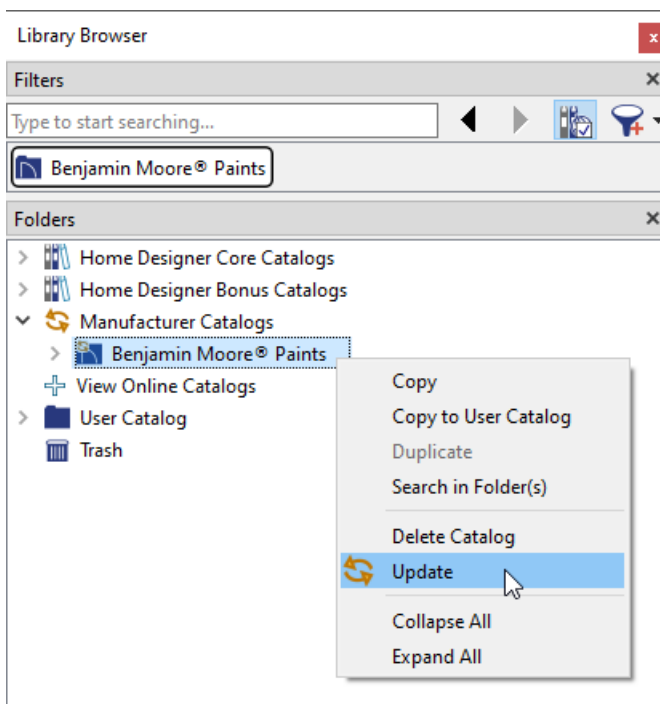 Library Browser
x
Filters
Type to start searching...
Benjamin Moore® Paints
Folders
Home Designer Core Catalogs
Home Designer Bonus Catalogs
Manufacturer Catalogs
Benjamin Moore® Paints
View Online Catalogs
User Catalog
Trash
Copy
Copy to User Catalog
Duplicate
Search in Folder(s)
Delete Catalog
Update
Collapse All
Expand All